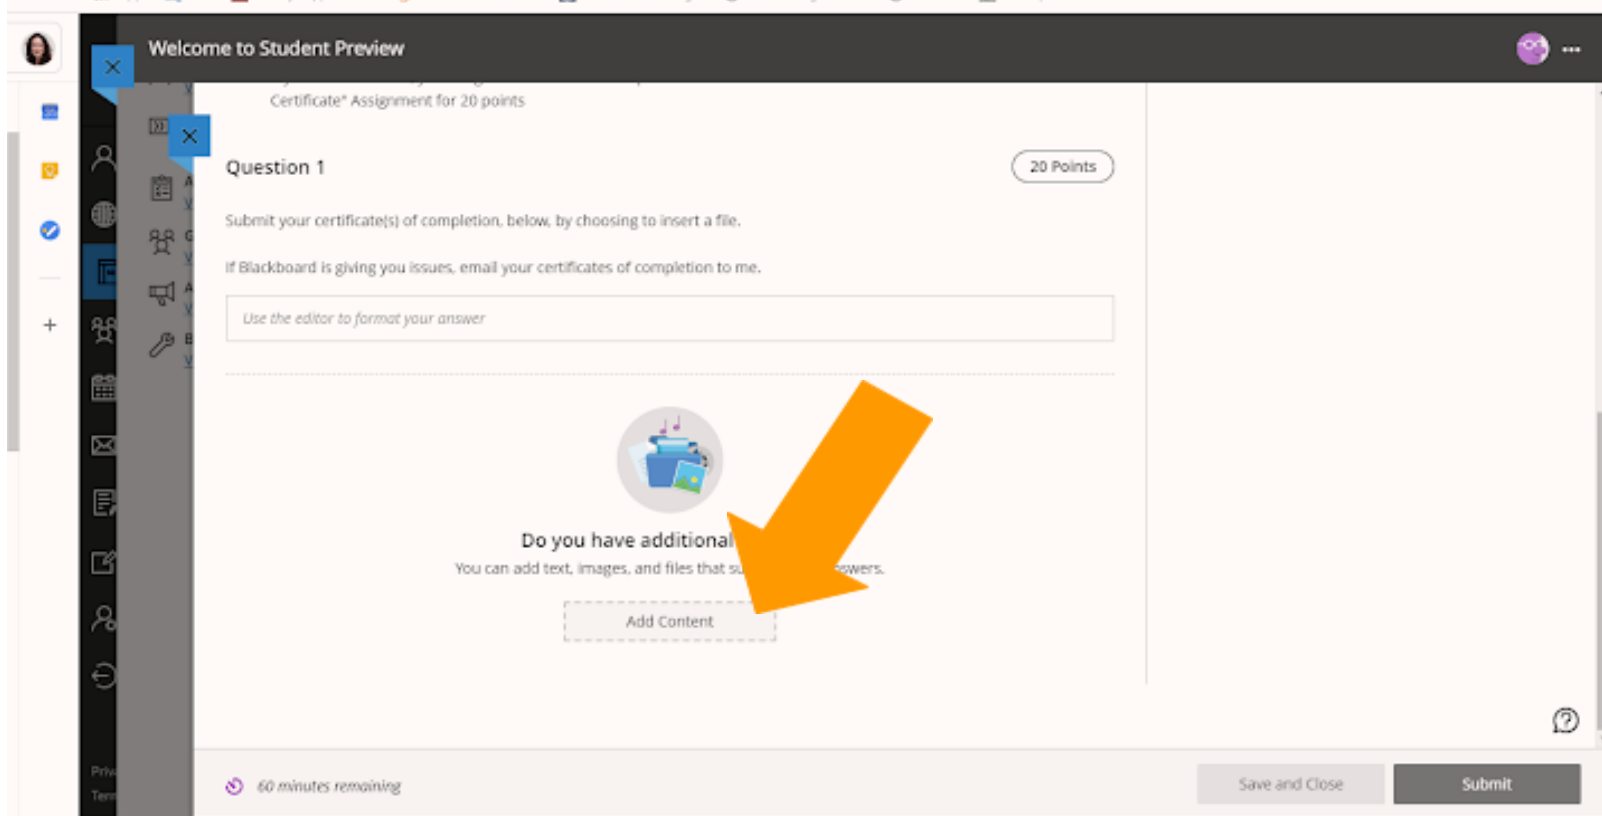 Welcome to Student Preview
Certificate" Assignment for 20 points
Question 1
20 Points
Submit your certificate(s) of completion, below, by choosing to insert a file.
If Blackboard is giving you issues, email your certificates of completion to me.
Use the editor to format your answer
Do you have additional
You can add text, images, and files that su
swers.
Add Content
60 minutes remaining
Save and Close
Submit
Priv
Term